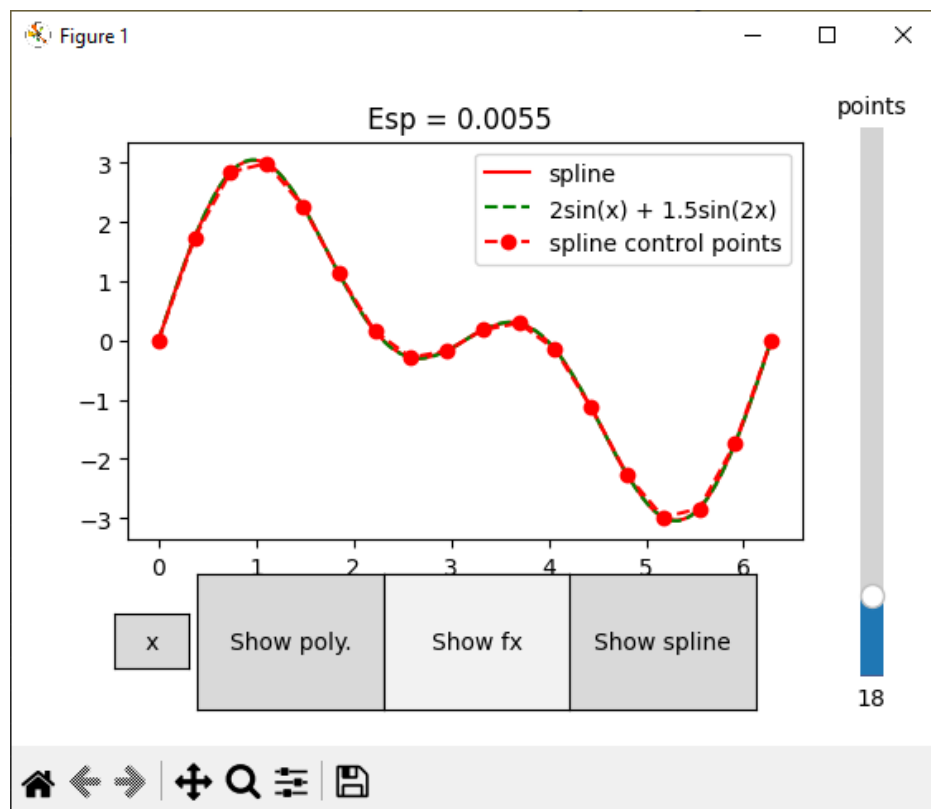 Figure 1
points
Esp = 0.0055
spline
2sin(x) + 1.5sin(2x)
spline control points
3
2
1
0
−1
−2
−3
0 1 2 3 4 5 6
x Show poly. Show fx Show spline
18